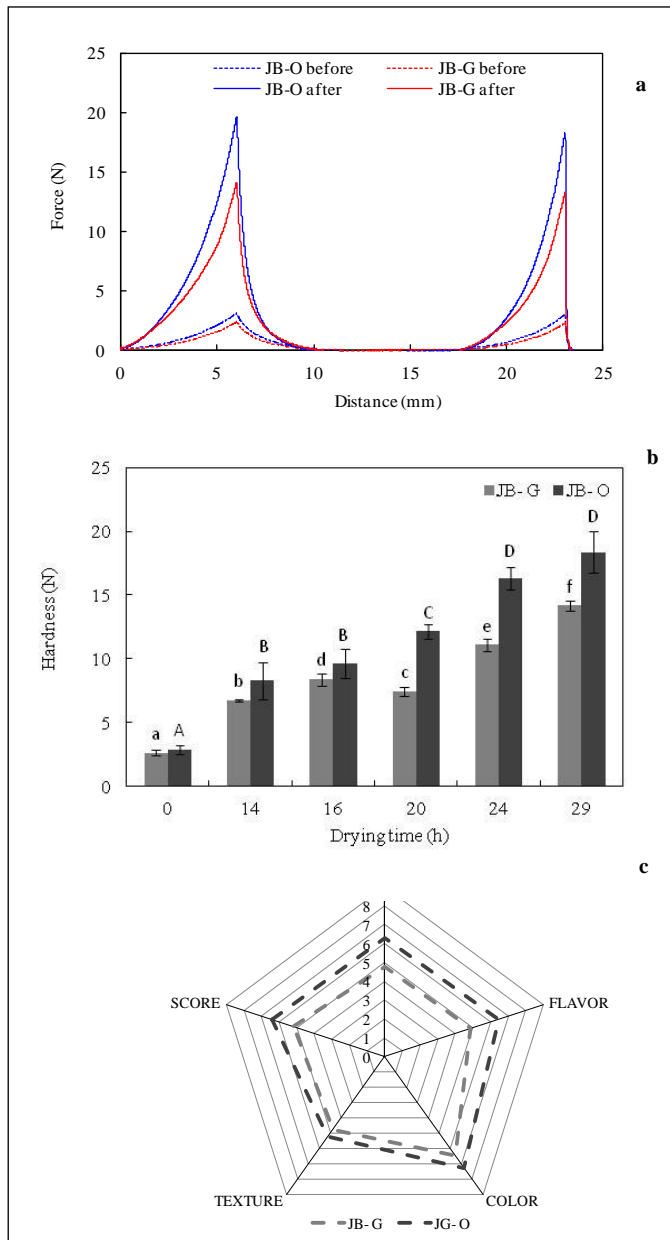 25
JB-O before JB-G before
JB-O after JB-G after
a
20
15
10
5
0
Force (N)
0 5 10 15 20 25
Distance (mm)
b
25
JB-G JB-O
20
15
10
5
0
Hardness (N)
a A b B d B c C e D f D
0 14 16 20 24 29
Drying time (h)
c
8
7
6
5
4
3
2
1
0
SCORE FLAVOR
TEXTURE COLOR
JB-G JG-O